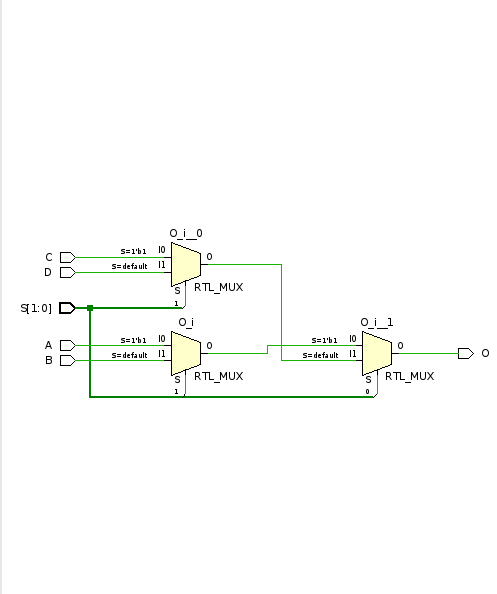 O_i__0
C
S=1'b1
I0
O
D
S=default
I1
S
RTL_MUX
S[1:0]
1
O_i
O_i__1
A
S=1'b1
I0
O
S=1'b1
I0
O
O
B
S=default
I1
S=default
I1
S
RTL_MUX
S
RTL_MUX
1
0